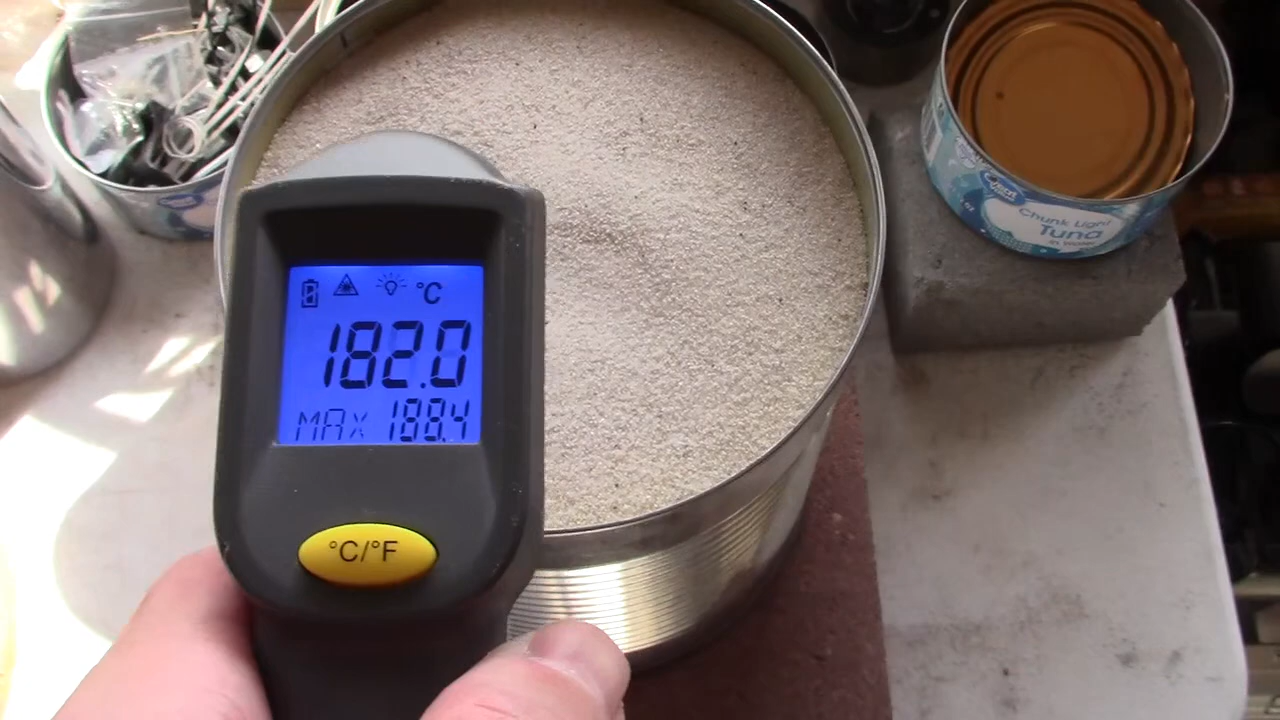 °C
182.0
MAX 188.4
°C/°F
Great Value
Chunk Light
Tuna
in Water